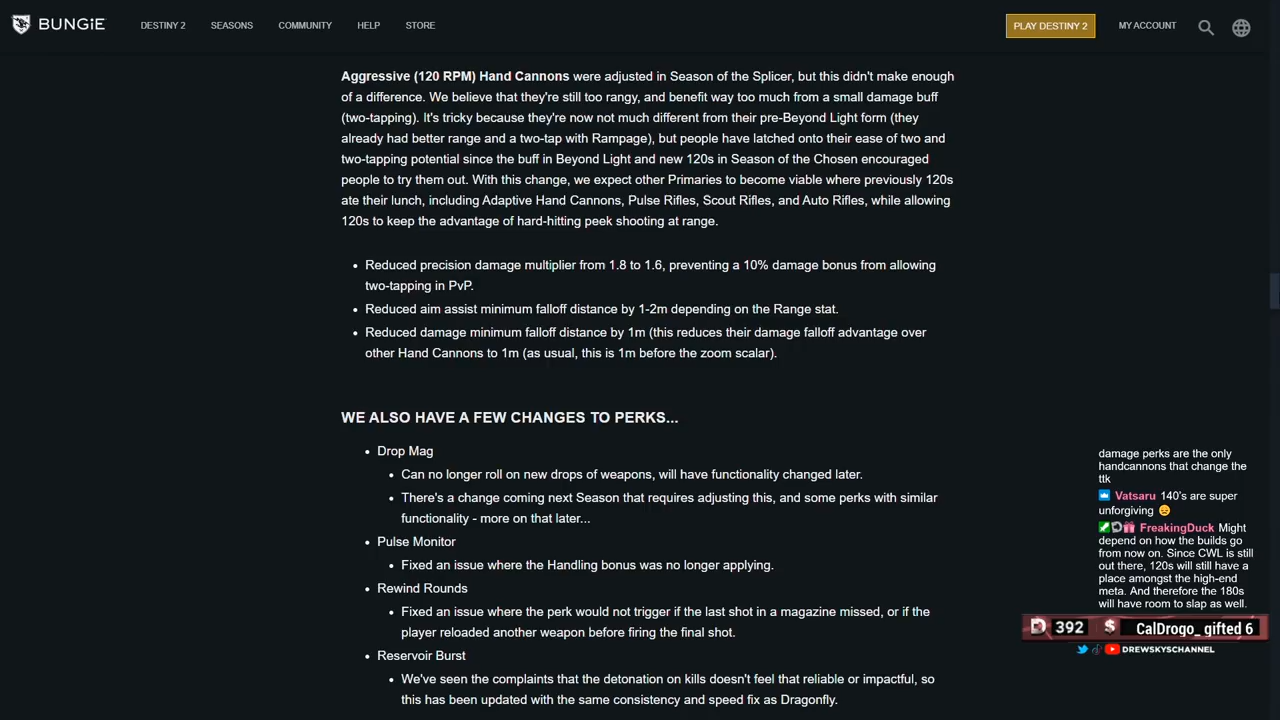 BUNGiE
DESTINY 2
SEASONS
COMMUNITY
HELP
STORE
PLAY DESTINY 2
MY ACCOUNT
Aggressive (120 RPM) Hand Cannons were adjusted in Season of the Splicer, but this didn't make enough
of a difference. We believe that they're still too rangy, and benefit way too much from a small damage buff
(two-tapping). It's tricky because they're now not much different from their pre-Beyond Light form (they
already had better range and a two-tap with Rampage), but people have latched onto their ease of two and
two-tapping potential since the buff in Beyond Light and new 120s in Season of the Chosen encouraged
people to try them out. With this change, we expect other Primaries to become viable where previously 120s
ate their lunch, including Adaptive Hand Cannons, Pulse Rifles, Scout Rifles, and Auto Rifles, while allowing
120s to keep the advantage of hard-hitting peek shooting at range.
• Reduced precision damage multiplier from 1.8 to 1.6, preventing a 10% damage bonus from allowing
two-tapping in PvP.
• Reduced aim assist minimum falloff distance by 1-2m depending on the Range stat.
• Reduced damage minimum falloff distance by 1m (this reduces their damage falloff advantage over
other Hand Cannons to 1m (as usual, this is 1m before the zoom scalar).
WE ALSO HAVE A FEW CHANGES TO PERKS...
• Drop Mag
• Can no longer roll on new drops of weapons, will have functionality changed later.
• There's a change coming next Season that requires adjusting this, and some perks with similar
functionality - more on that later...
• Pulse Monitor
• Fixed an issue where the Handling bonus was no longer applying.
• Rewind Rounds
• Fixed an issue where the perk would not trigger if the last shot in a magazine missed, or if the
player reloaded another weapon before firing the final shot.
• Reservoir Burst
• We've seen the complaints that the detonation on kills doesn't feel that reliable or impactful, so
this has been updated with the same consistency and speed fix as Dragonfly.
damage perks are the only
handcannons that change the
ttk
Vatsaru 140's are super
unforgiving 😔
FreakingDuck Might
depend on how the builds go
from now on. Since CWL is still
out there, 120s will still have a
place amongst the high-end
meta. And therefore the 180s
will have room to slap as well.
392
$ CalDrogo_ gifted 6
DREWSKYSCHANNEL